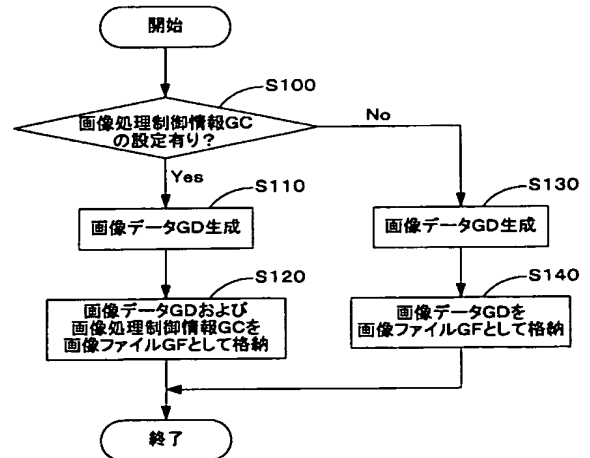 開始
S100
画像処理制御情報GC
の設定有り？
No
Yes
S110
画像データGD生成
S130
画像データGD生成
S120
画像データGDおよび
画像処理制御情報GCを
画像ファイルGFとして格納
S140
画像データGDを
画像ファイルGFとして格納
終了